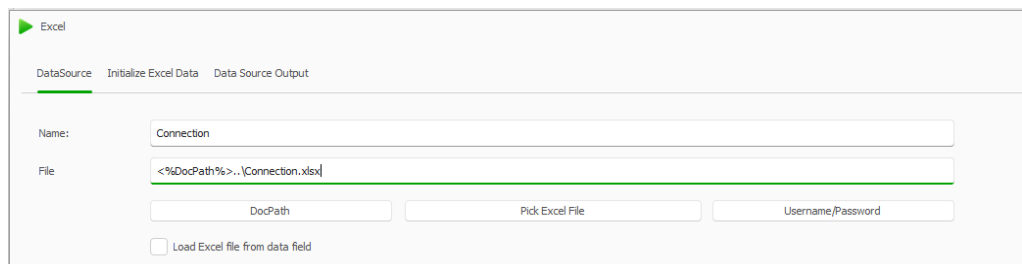 Excel
DataSource Initialize Excel Data Data Source Output
Name: Connection
File <%DocPath%>..\Connection.xlsx
DocPath Pick Excel File Username/Password
Load Excel file from data field